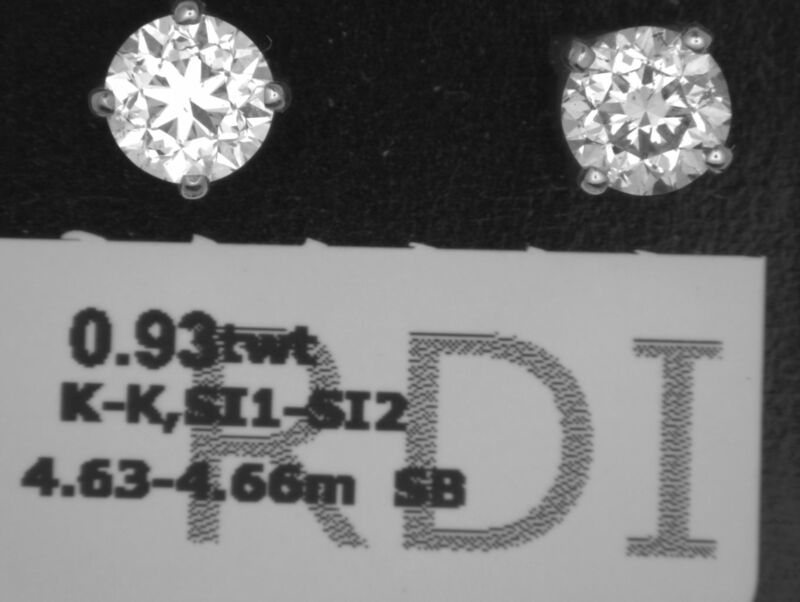 0.93twt
K-K,SI1-SI2
4.63-4.66m SB
RDI